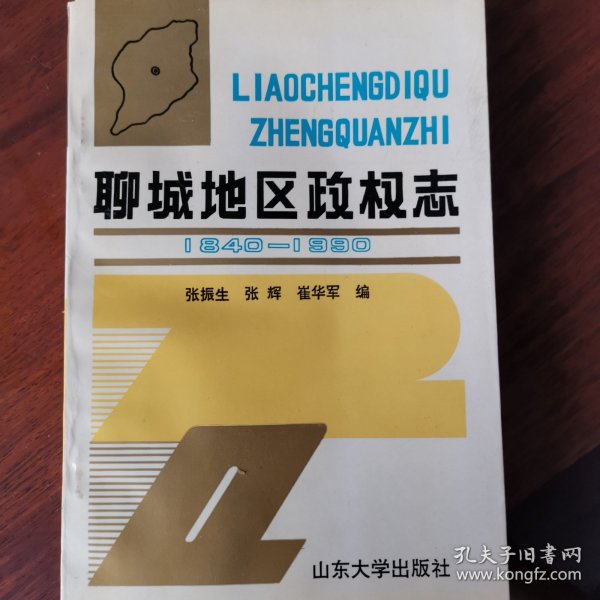 LIAOCHENGDIQU
ZHENGQUANZHI
聊城地区政权志
1840—1990
张振生 张辉 崔华军 编
山东大学出版社
孔夫子旧书网
www.kongfz.com